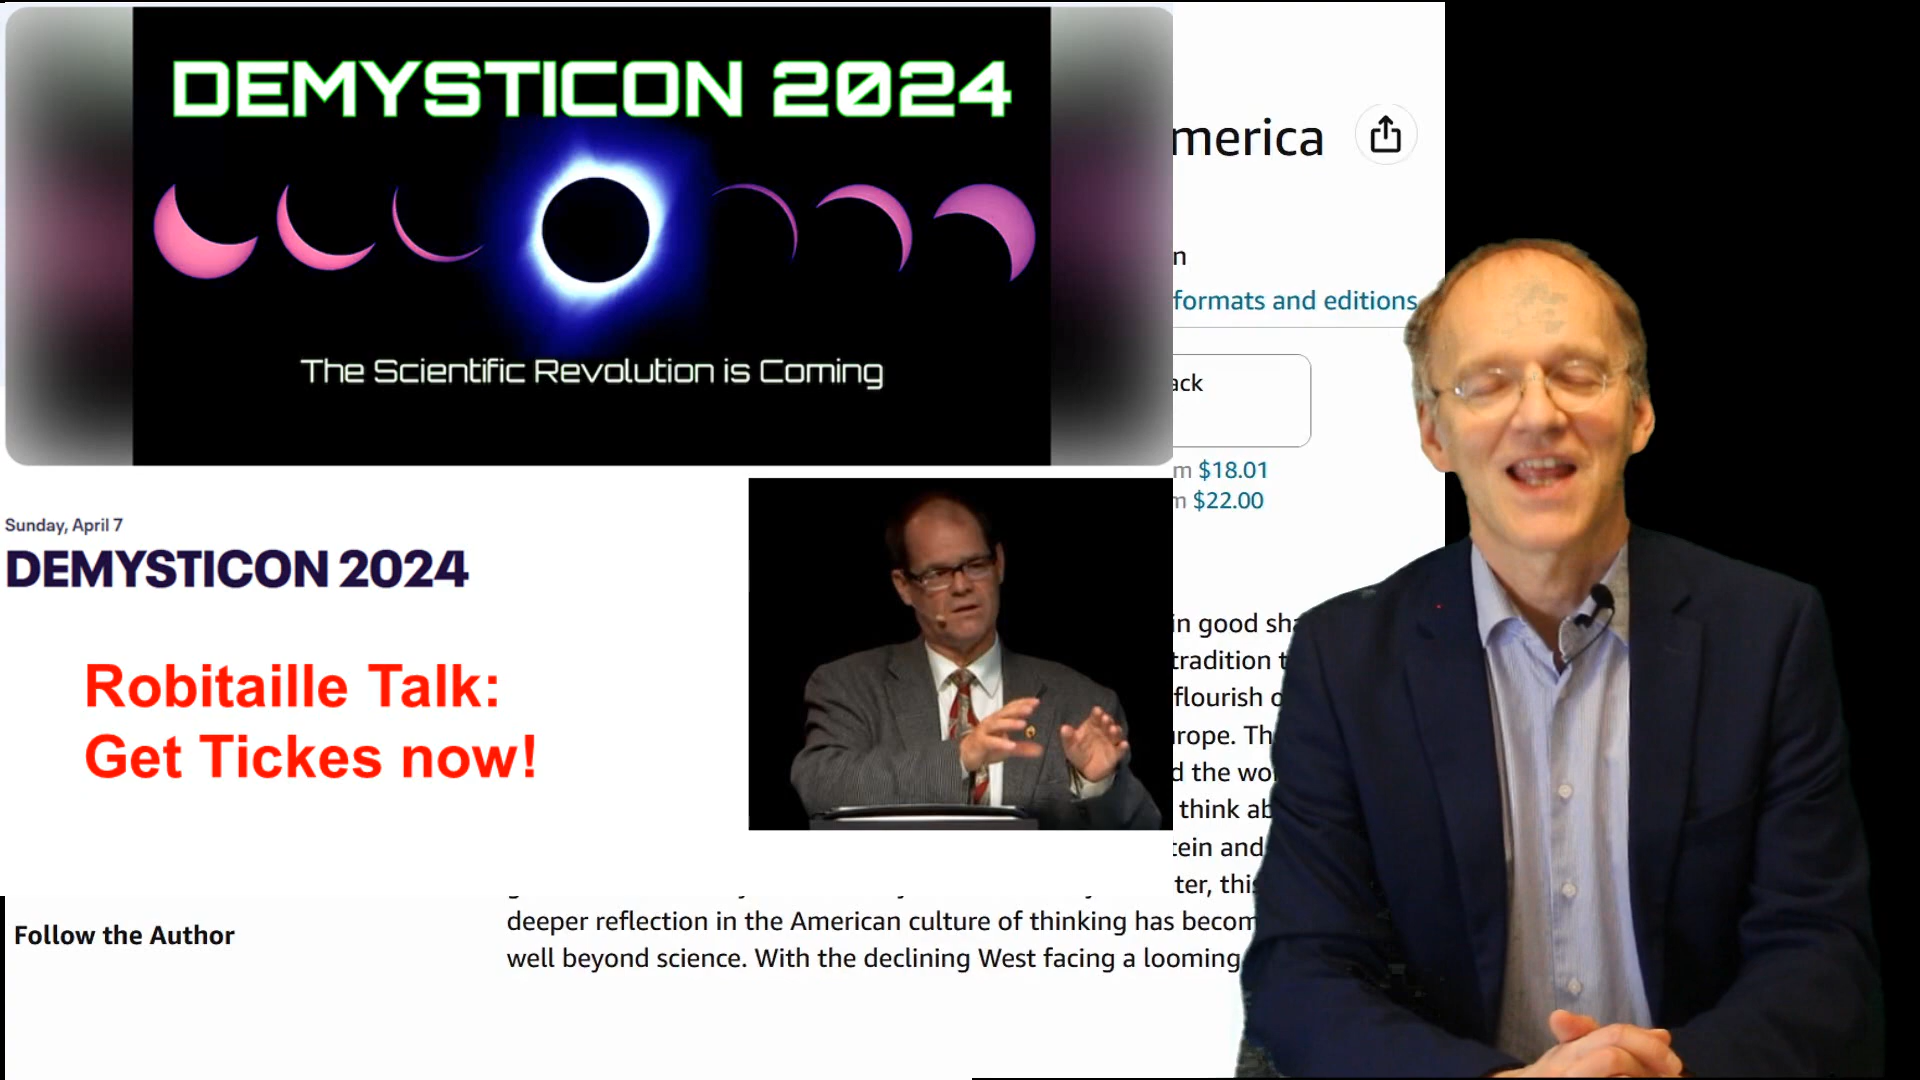 DEMYSTICON 2024
The Scientific Revolution is Coming
merica
n
formats and editions
ack
m $18.01
m $22.00
Sunday, April 7
DEMYSTICON 2024
Robitaille Talk:
Get Tickes now!
in good sha
tradition t
flourish o
urope. Th
d the wo
think ab
tein and
ter, this
deeper reflection in the American culture of thinking has becom
well beyond science. With the declining West facing a looming
Follow the Author